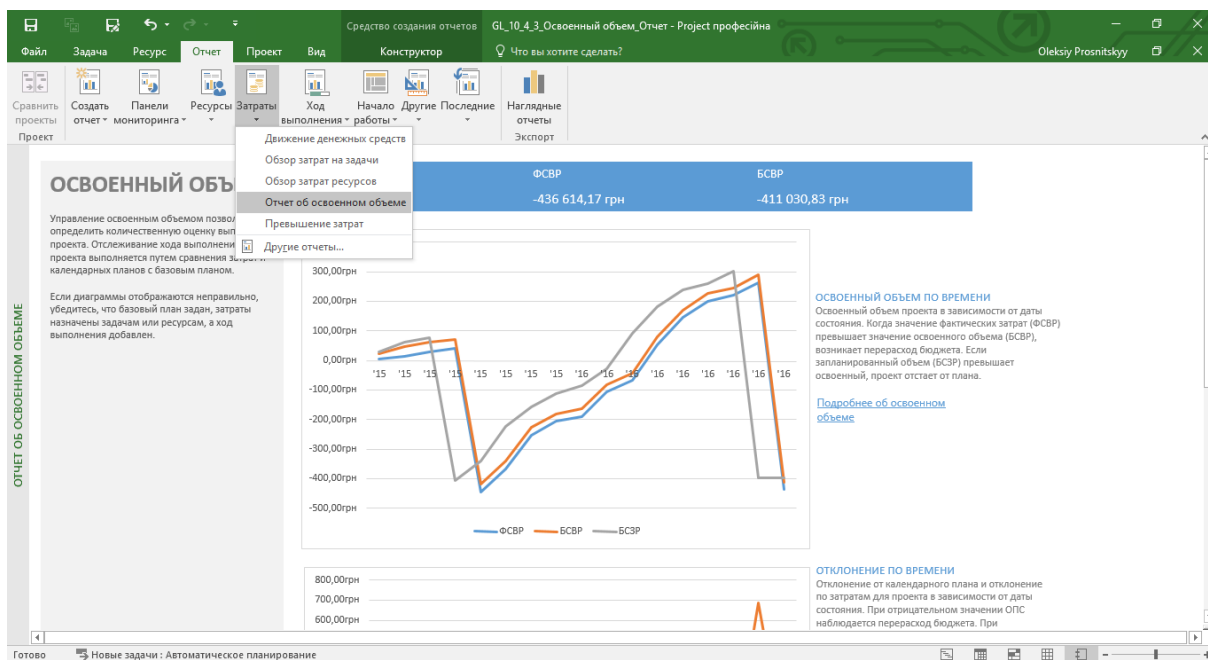 Средство создания отчетов
GL_10_4_3_Освоенный объем_Отчет - Project професійна
Файл Задача Ресурс Отчет Проект Вид Конструктор Что вы хотите сделать? Oleksiy Prosnitskyy
Сравнить проекты
Создать отчет
Панели мониторинга
Ресурсы
Затраты
Ход выполнения
Начало работы
Другие
Последние
Наглядные отчеты
Проект
Экспорт
Движение денежных средств
Обзор затрат на задачи
Обзор затрат ресурсов
Отчет об освоенном объеме
Превышение затрат
Другие отчеты...
ОТЧЕТ ОБ ОСВОЕННОМ ОБЪЕМЕ
ОСВОЕННЫЙ ОБЪ
Управление освоенным объемом позвол
определить количественную оценку вып
проекта. Отслеживание хода выполнени
проекта выполняется путем сравнения затрат и
календарных планов с базовым планом.
Если диаграммы отображаются неправильно,
убедитесь, что базовый план задан, затраты
назначены задачам или ресурсам, а ход
выполнения добавлен.
ФСВР БСВР
-436 614,17 грн -411 030,83 грн
300,00грн
200,00грн
100,00грн
0,00грн
'15 '15 '15 '15 '15 '15 '15 '15 '16 '16 '16 '16 '16 '16 '16 '16 '16
-100,00грн
-200,00грн
-300,00грн
-400,00грн
-500,00грн
ФСВР БСВР БСЗР
ОСВОЕННЫЙ ОБЪЕМ ПО ВРЕМЕНИ
Освоенный объем проекта в зависимости от даты
состояния. Когда значение фактических затрат (ФСВР)
превышает значение освоенного объема (БСВР),
возникает перерасход бюджета. Если
запланированный объем (БСЗР) превышает
освоенный, проект отстает от плана.
Подробнее об освоенном
объеме
800,00грн
700,00грн
600,00грн
ОТКЛОНЕНИЕ ПО ВРЕМЕНИ
Отклонение от календарного плана и отклонение
по затратам для проекта в зависимости от даты
состояния. При отрицательном значении ОПС
наблюдается перерасход бюджета. При
Готово Новые задачи : Автоматическое планирование